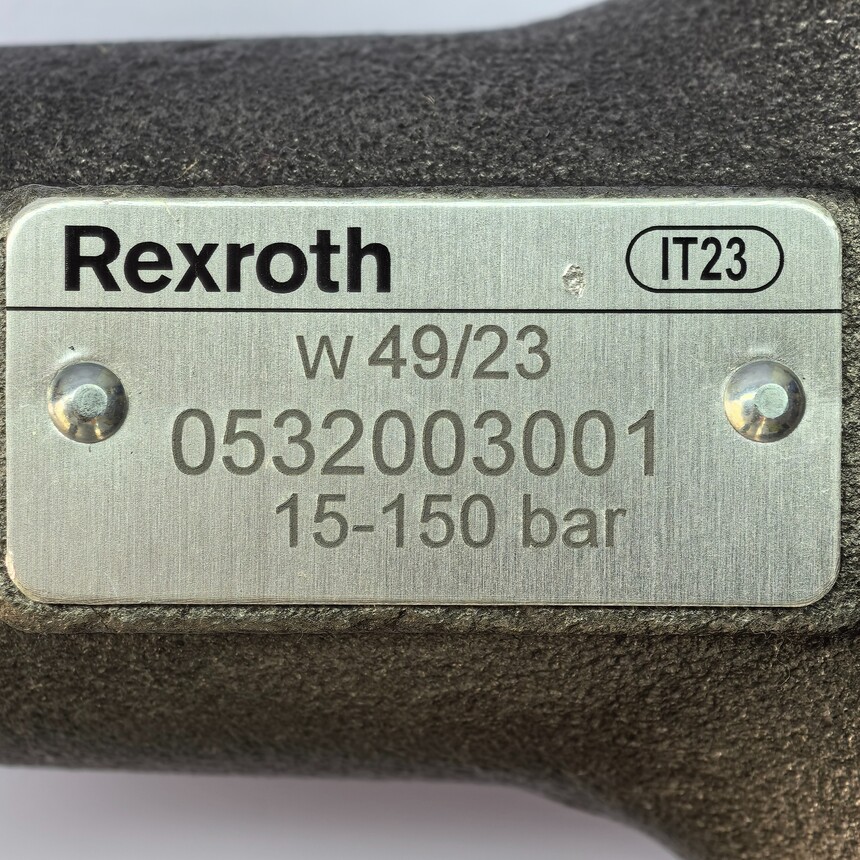 Rexroth IT23
W 49/23
0532003001
15-150 bar